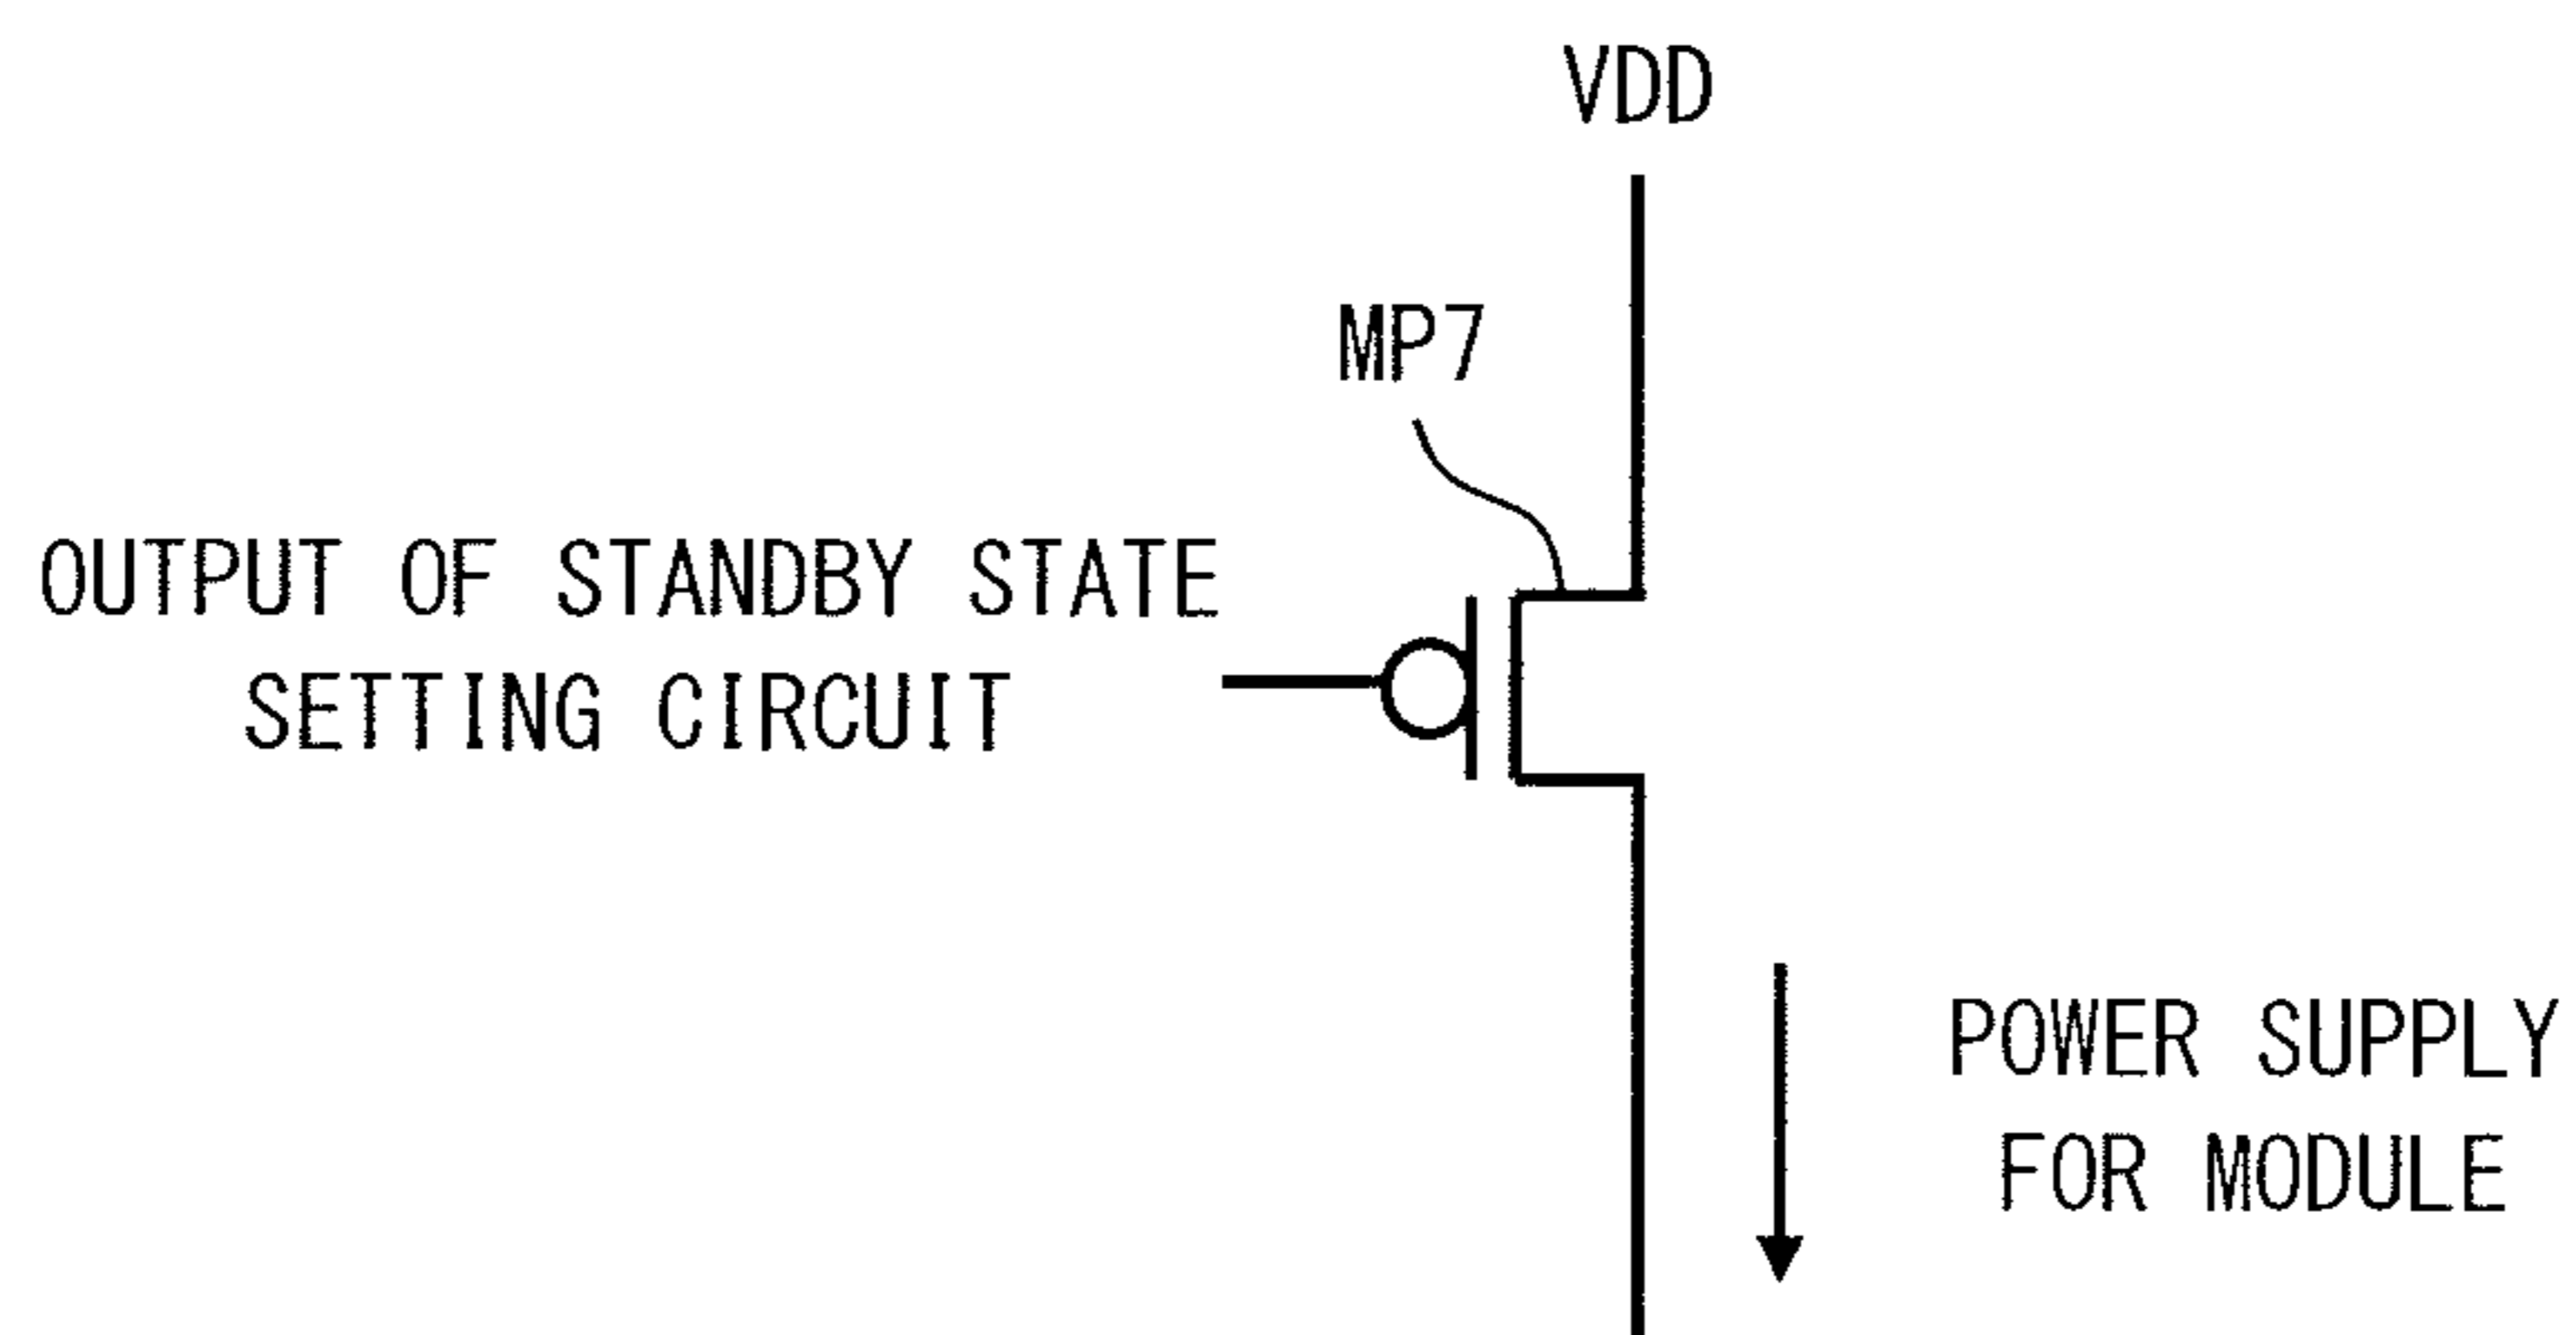 VDD
MP7
OUTPUT OF STANDBY STATE
SETTING CIRCUIT
POWER SUPPLY
FOR MODULE